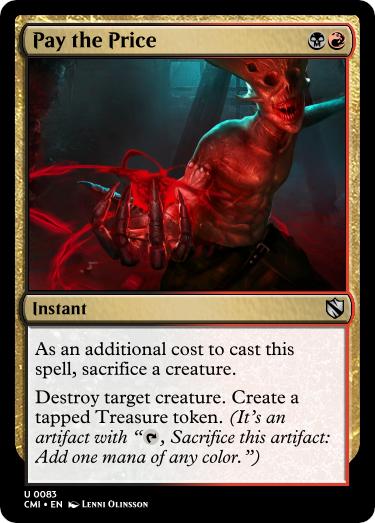 Pay the Price
Instant
As an additional cost to cast this
spell, sacrifice a creature.
Destroy target creature. Create a
tapped Treasure token. (It's an
artifact with “, Sacrifice this artifact:
Add one mana of any color.”)
U 0083
CMI • EN Lenni Olinsson